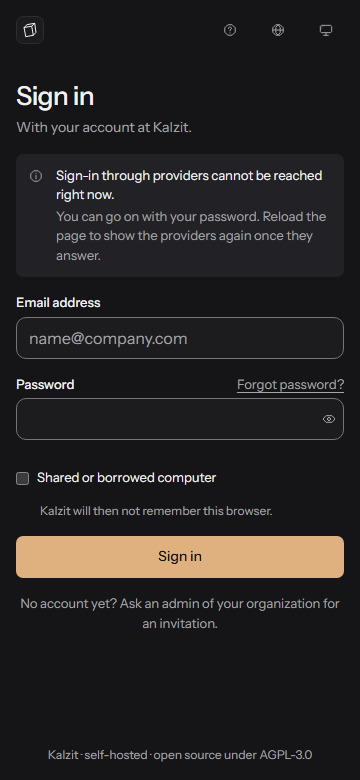 Sign in
With your account at Kalzit.
Sign-in through providers cannot be reached
right now.
You can go on with your password. Reload the
page to show the providers again once they
answer.
Email address
name@company.com
Password
Forgot password?
Shared or borrowed computer
Kalzit will then not remember this browser.
Sign in
No account yet? Ask an admin of your organization for
an invitation.
Kalzit · self-hosted · open source under AGPL-3.0